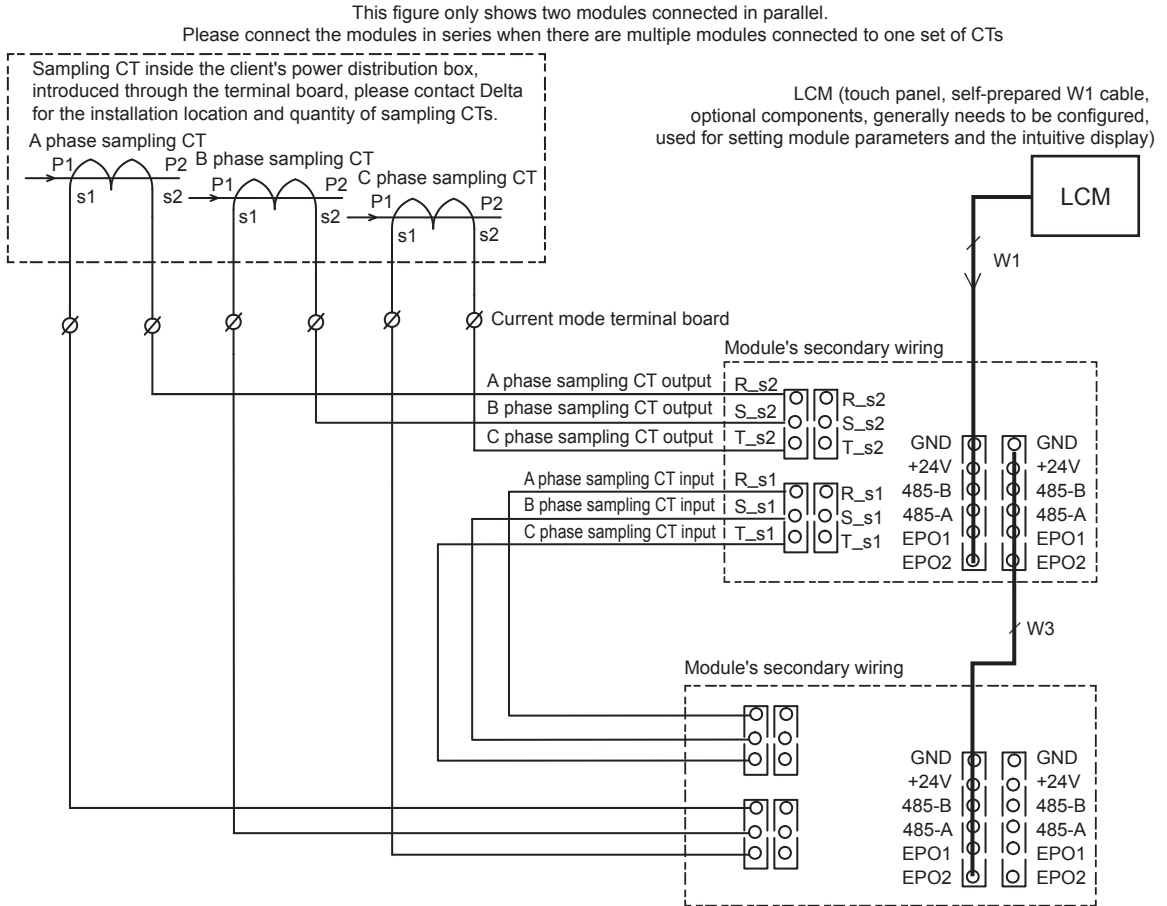 This figure only shows two modules connected in parallel.
Please connect the modules in series when there are multiple modules connected to one set of CTs
Sampling CT inside the client's power distribution box,
introduced through the terminal board, please contact Delta
for the installation location and quantity of sampling CTs.
A phase sampling CT
P1
P2
s1
s2
B phase sampling CT
P1
P2
s1
s2
C phase sampling CT
P1
P2
s1
s2
LCM (touch panel, self-prepared W1 cable,
optional components, generally needs to be configured,
used for setting module parameters and the intuitive display)
LCM
W1
Current mode terminal board
Module's secondary wiring
A phase sampling CT output
R_s2
R_s2
B phase sampling CT output
S_s2
S_s2
C phase sampling CT output
T_s2
T_s2
A phase sampling CT input
R_s1
R_s1
B phase sampling CT input
S_s1
S_s1
C phase sampling CT input
T_s1
T_s1
GND
+24V
485-B
485-A
EPO1
EPO2
GND
+24V
485-B
485-A
EPO1
EPO2
W3
Module's secondary wiring
GND
+24V
485-B
485-A
EPO1
EPO2
GND
+24V
485-B
485-A
EPO1
EPO2